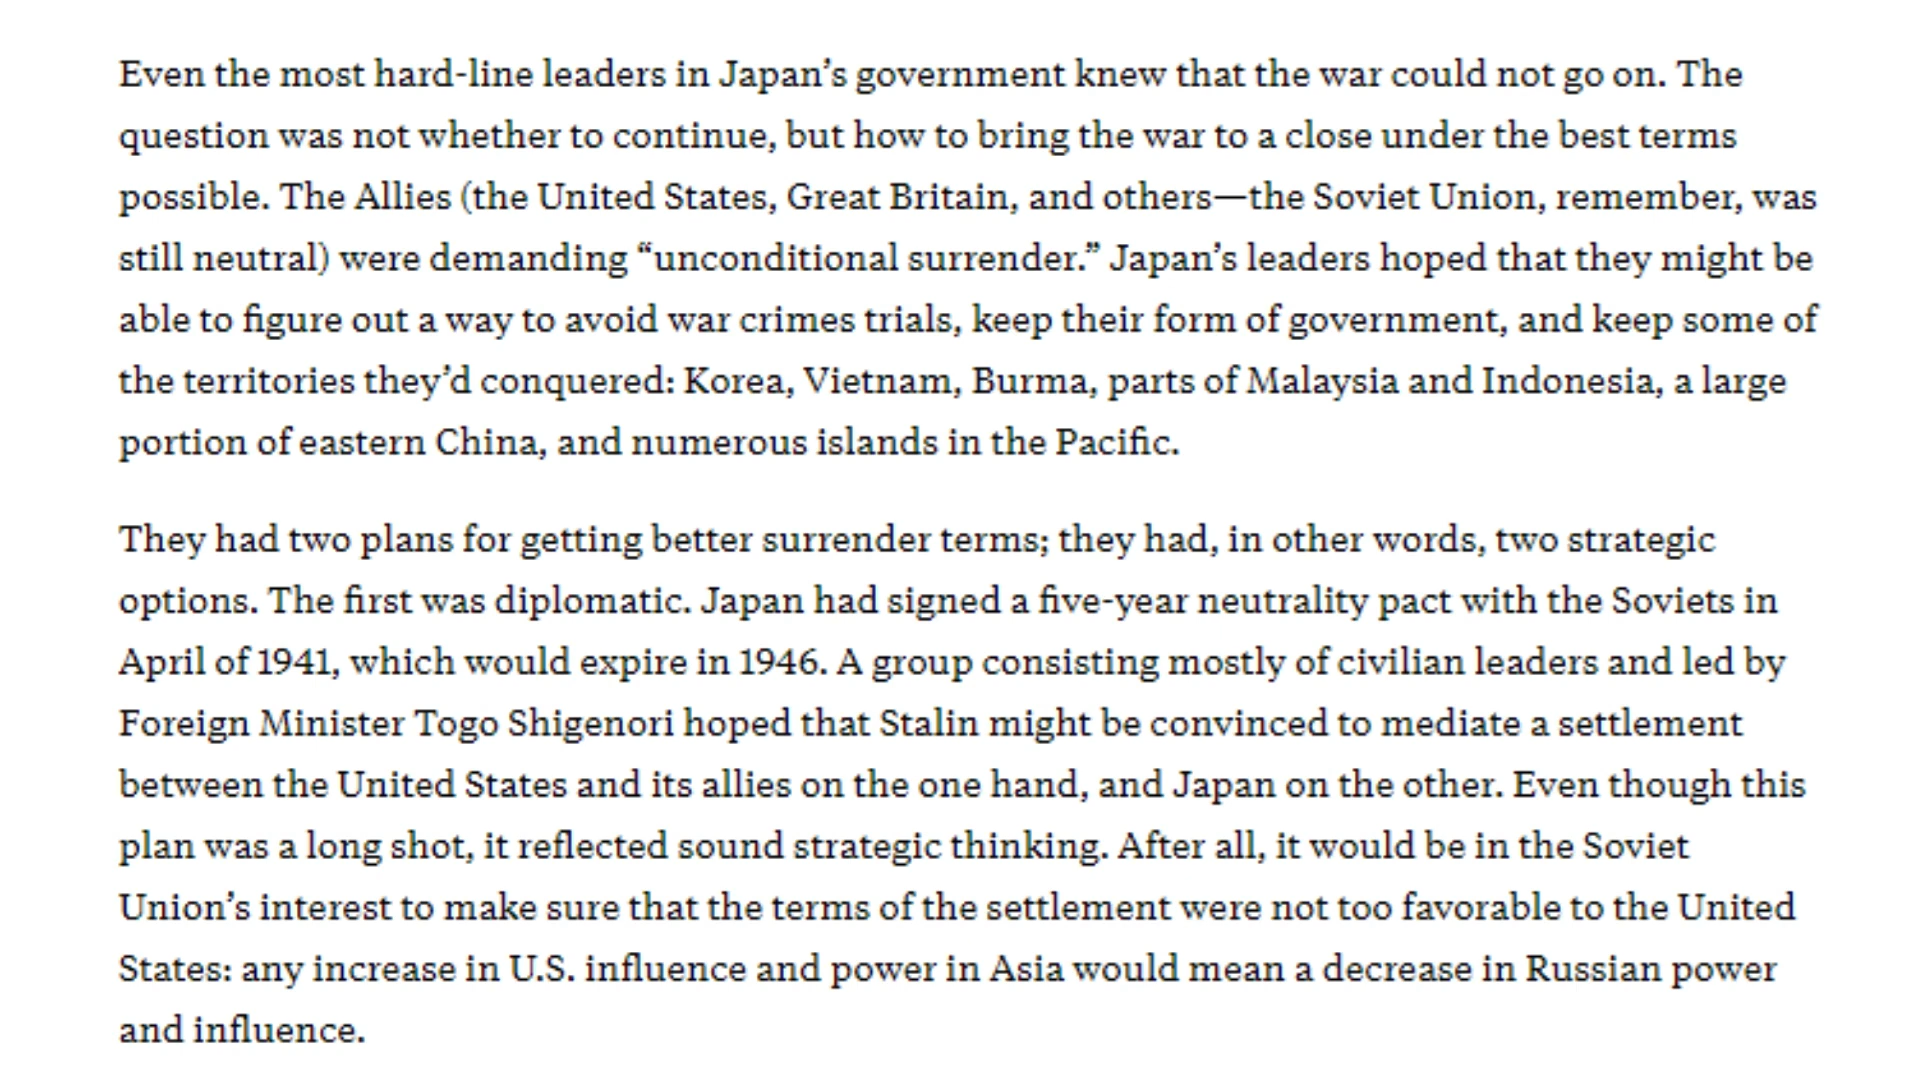 Even the most hard-line leaders in Japan’s government knew that the war could not go on. The
question was not whether to continue, but how to bring the war to a close under the best terms
possible. The Allies (the United States, Great Britain, and others—the Soviet Union, remember, was
still neutral) were demanding “unconditional surrender.” Japan’s leaders hoped that they might be
able to figure out a way to avoid war crimes trials, keep their form of government, and keep some of
the territories they’d conquered: Korea, Vietnam, Burma, parts of Malaysia and Indonesia, a large
portion of eastern China, and numerous islands in the Pacific.
They had two plans for getting better surrender terms; they had, in other words, two strategic
options. The first was diplomatic. Japan had signed a five-year neutrality pact with the Soviets in
April of 1941, which would expire in 1946. A group consisting mostly of civilian leaders and led by
Foreign Minister Togo Shigenori hoped that Stalin might be convinced to mediate a settlement
between the United States and its allies on the one hand, and Japan on the other. Even though this
plan was a long shot, it reflected sound strategic thinking. After all, it would be in the Soviet
Union’s interest to make sure that the terms of the settlement were not too favorable to the United
States: any increase in U.S. influence and power in Asia would mean a decrease in Russian power
and influence.